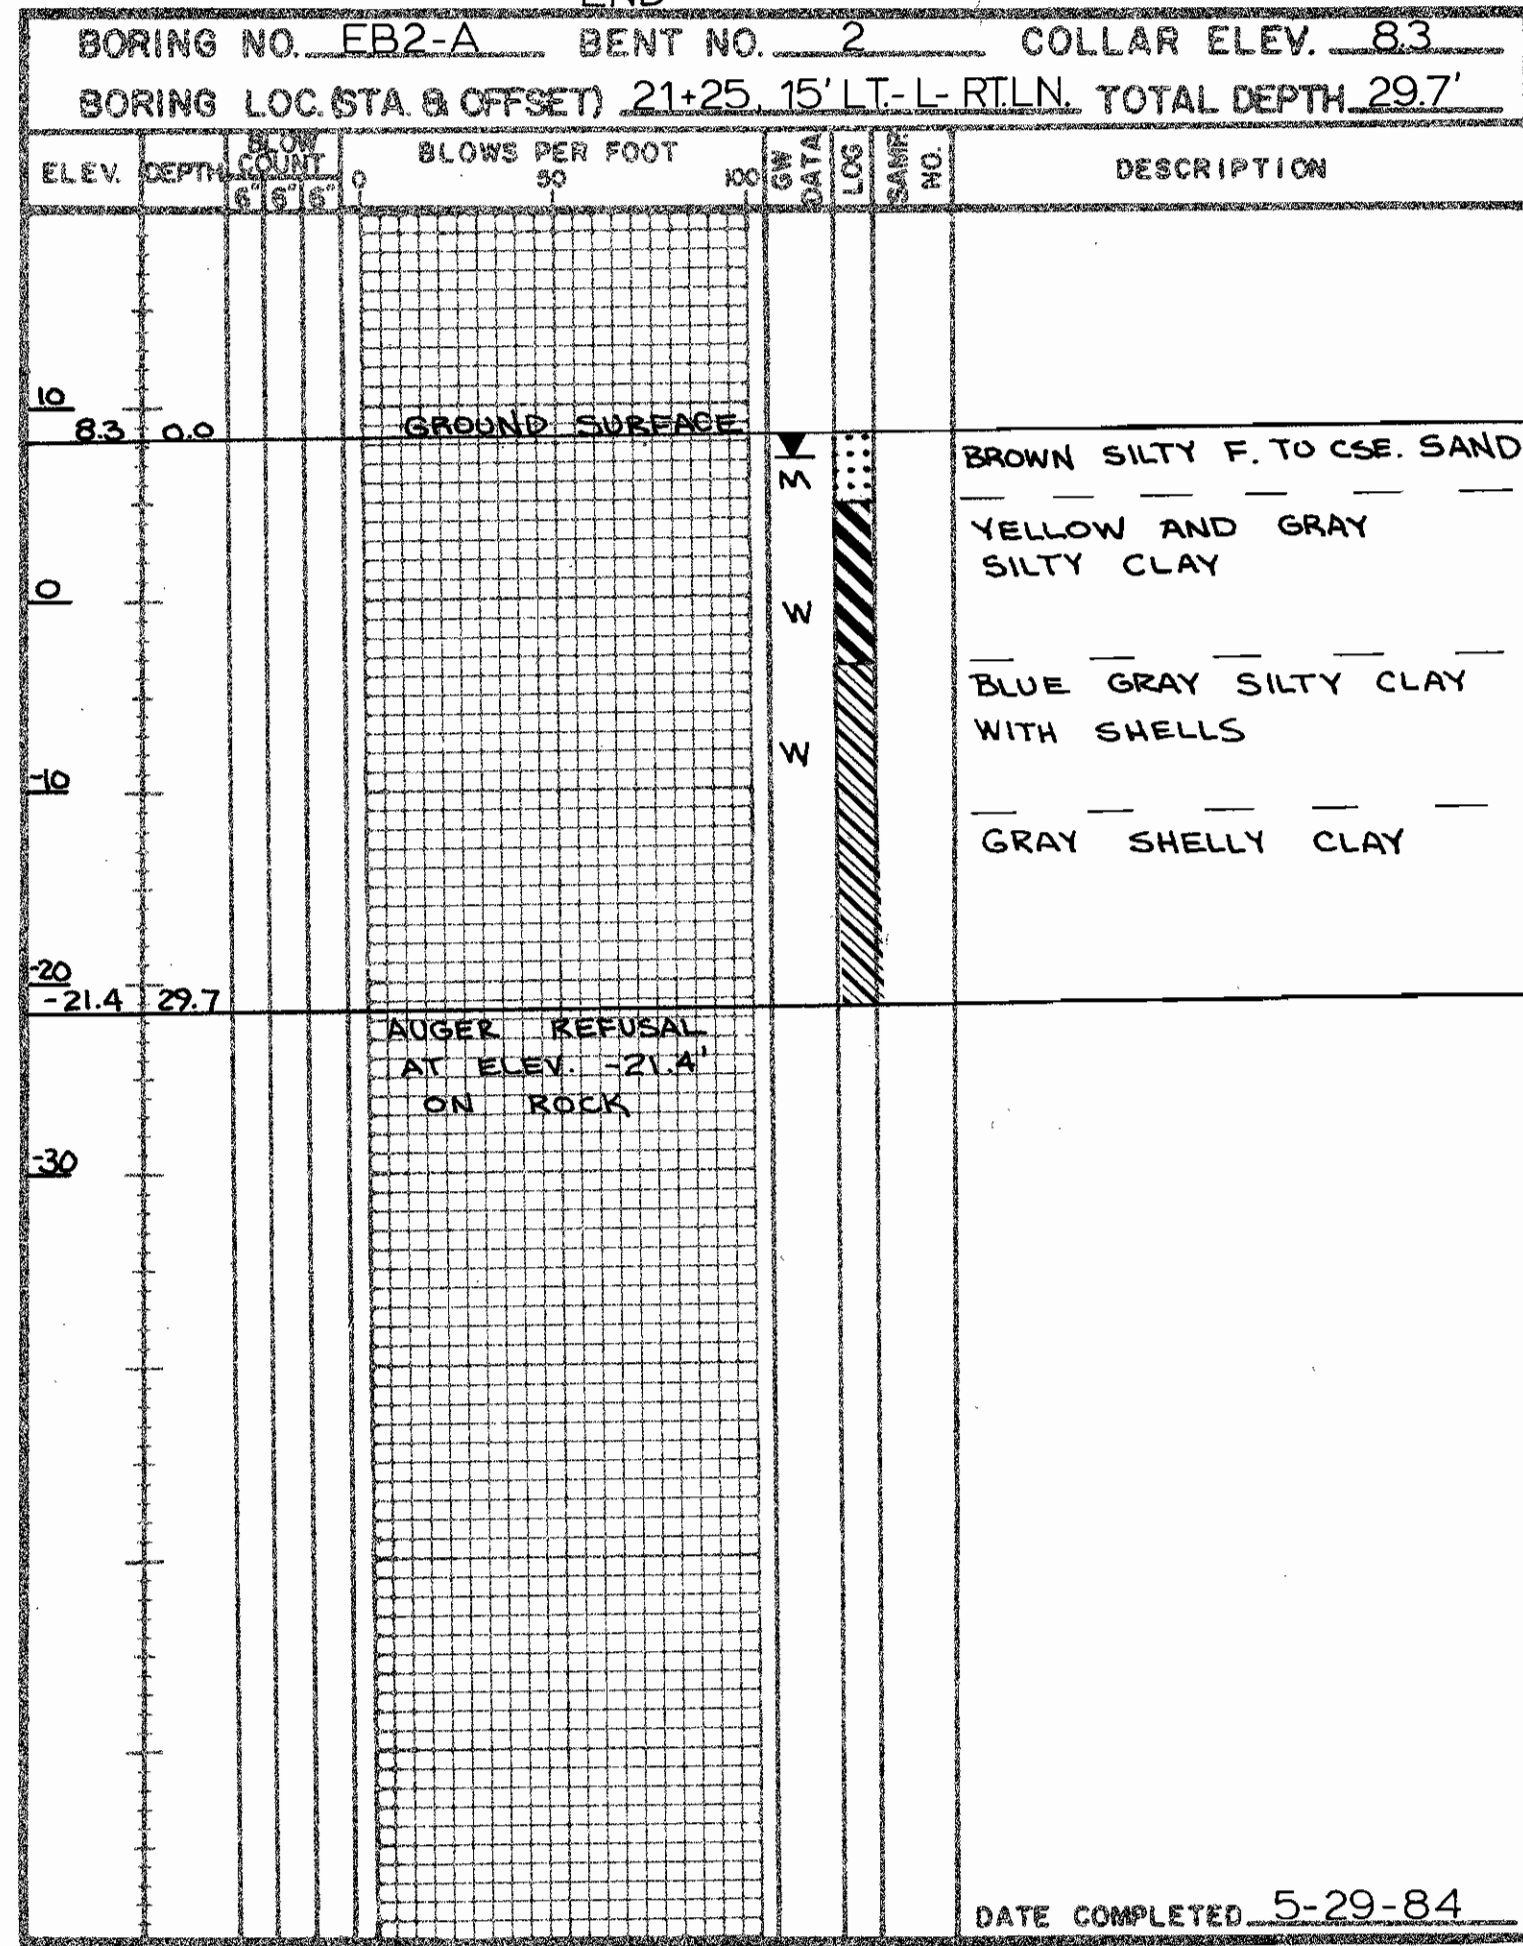 END
BORING NO. EB2-A BENT NO. 2 COLLAR ELEV. 8.3
BORING LOC.(STA. & OFFSET) 21+25, 15' LT.-L- RT.LN. TOTAL DEPTH 29.7'
ELEV. DEPTH BLOW COUNT 6" 6" 6" BLOWS PER FOOT 0 50 100 GW DATA LOG SAMP. NO. DESCRIPTION
10
8.3 0.0 GROUND SURFACE
BROWN SILTY F. TO CSE. SAND
M
YELLOW AND GRAY
SILTY CLAY
0
W
BLUE GRAY SILTY CLAY
WITH SHELLS
W
-10
GRAY SHELLY CLAY
-20
-21.4 29.7
AUGER REFUSAL
AT ELEV. -21.4'
ON ROCK
-30
DATE COMPLETED 5-29-84